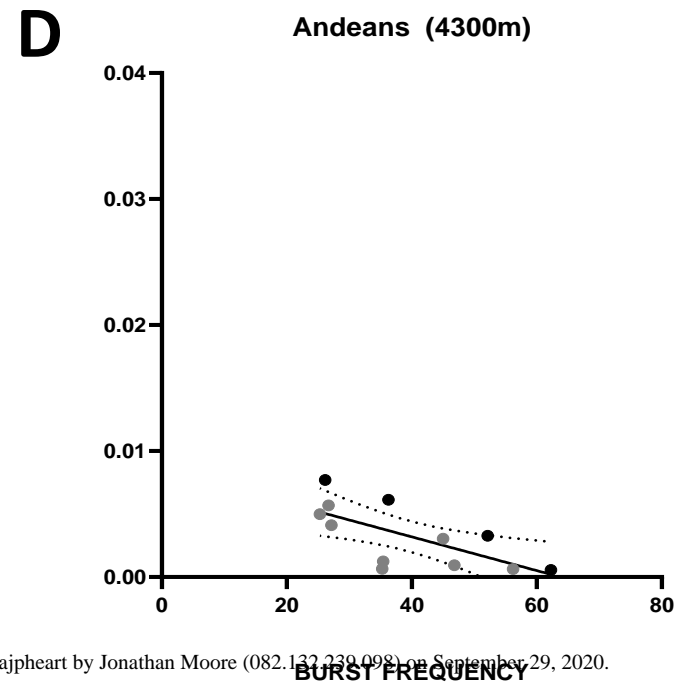 D
Andeans (4300m)
0.04
0.03
0.02
0.01
0.00
0 20 40 60 80
ajpheart by Jonathan Moore (082.132.239.098) on September 29, 2020.
BURST FREQUENCY